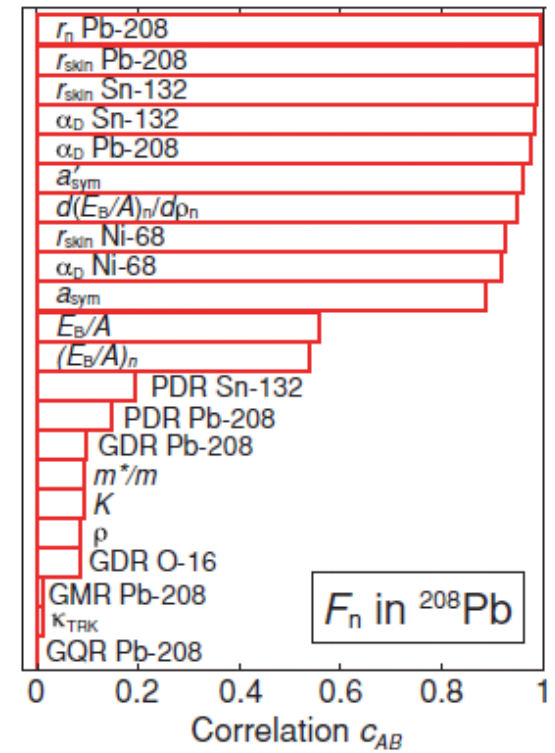 rn Pb-208
rskin Pb-208
rskin Sn-132
αD Sn-132
αD Pb-208
a′sym
d(EB/A)n/dρn
rskin Ni-68
αD Ni-68
asym
EB/A
(EB/A)n
PDR Sn-132
PDR Pb-208
GDR Pb-208
m*/m
K
ρ
GDR O-16
GMR Pb-208
κTRK
GQR Pb-208
Fn in ²⁰⁸Pb
0 0.2 0.4 0.6 0.8 1
Correlation cAB